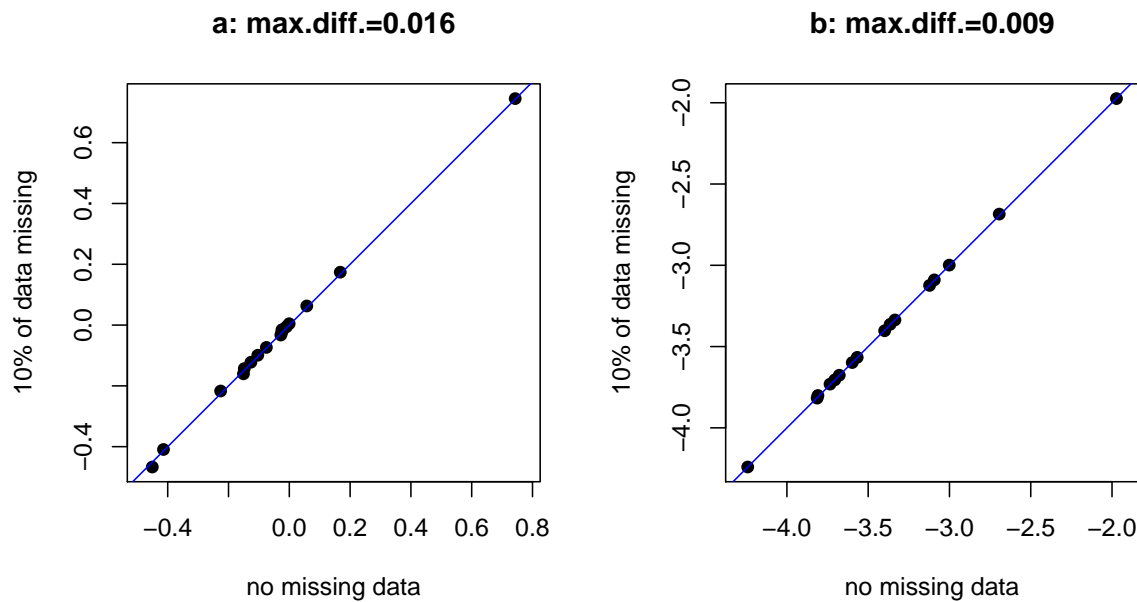 a: max.diff.=0.016
10% of data missing
0.6
0.4
0.2
0.0
−0.4
−0.4 0.0 0.2 0.4 0.6 0.8
no missing data
b: max.diff.=0.009
10% of data missing
−2.0
−2.5
−3.0
−3.5
−4.0
−4.0 −3.5 −3.0 −2.5 −2.0
no missing data